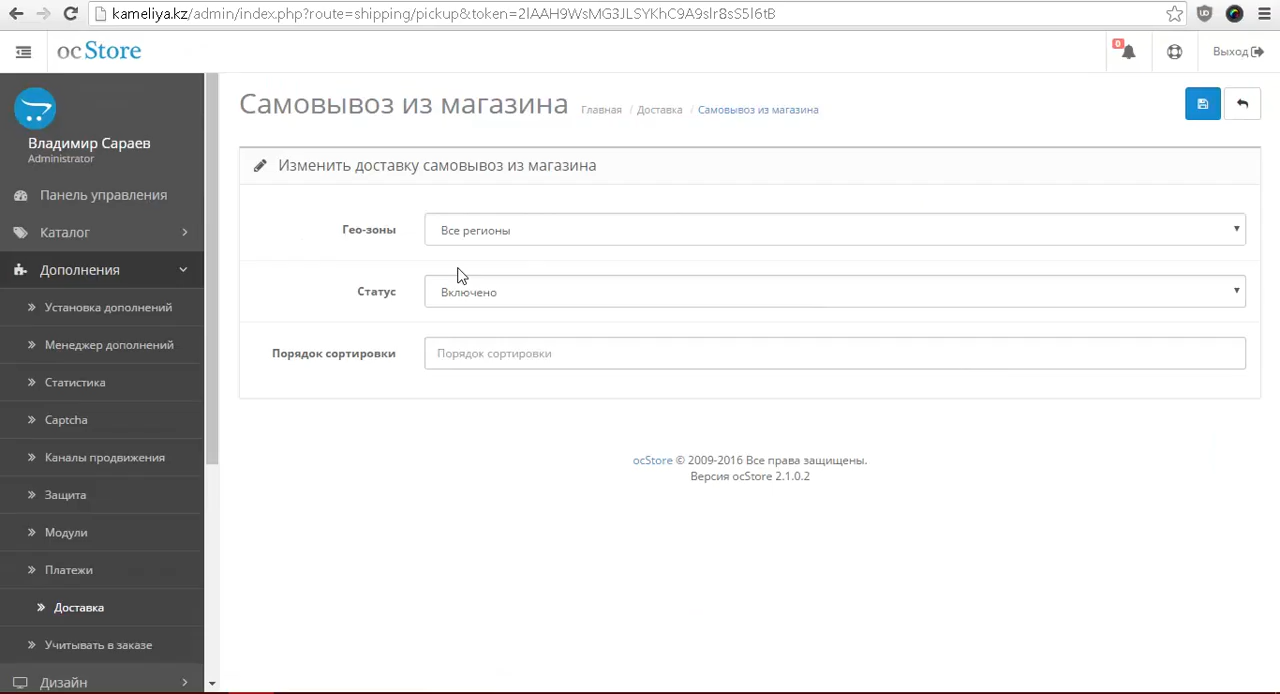 kameliya.kz/admin/index.php?route=shipping/pickup&token=2lAAH9WsMG3JLSYKhC9A9slr8sS5l6tB
ocStore
0
Выход
Владимир Сараев
Administrator
Панель управления
Каталог
Дополнения
Установка дополнений
Менеджер дополнений
Статистика
Captcha
Каналы продвижения
Защита
Модули
Платежи
Доставка
Учитывать в заказе
Дизайн
Самовывоз из магазина
Главная / Доставка / Самовывоз из магазина
Изменить доставку самовывоз из магазина
Гео-зоны
Все регионы
Статус
Включено
Порядок сортировки
Порядок сортировки
ocStore © 2009-2016 Все права защищены.
Версия ocStore 2.1.0.2